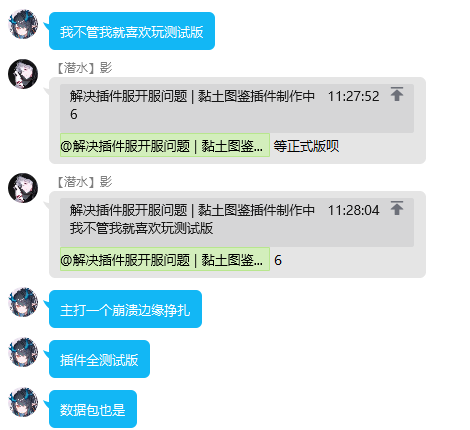 我不管我就喜欢玩测试版
【潜水】影
解决插件服开服问题 | 黏土图鉴插件制作中 11:27:52
6
@解决插件服开服问题 | 黏土图鉴... 等正式版呗
【潜水】影
解决插件服开服问题 | 黏土图鉴插件制作中 11:28:04
我不管我就喜欢玩测试版
@解决插件服开服问题 | 黏土图鉴... 6
主打一个崩溃边缘挣扎
插件全测试版
数据包也是